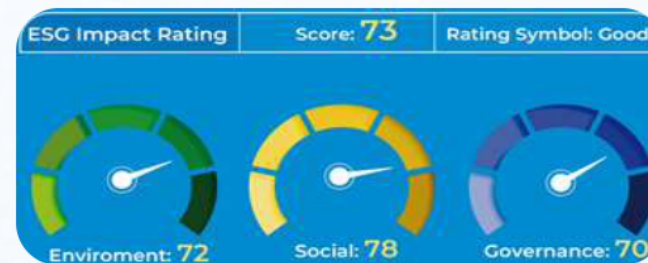 ESG Impact Rating
Score: 73
Rating Symbol: Good
Enviroment: 72
Social: 78
Governance: 70